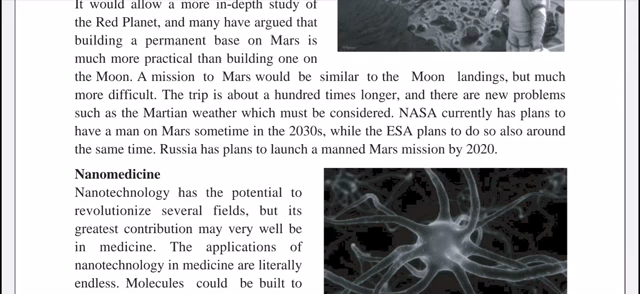 It would allow a more in-depth study of
the Red Planet, and many have argued that
building a permanent base on Mars is
much more practical than building one on
the Moon. A mission to Mars would be similar to the Moon landings, but much
more difficult. The trip is about a hundred times longer, and there are new problems
such as the Martian weather which must be considered. NASA currently has plans to
have a man on Mars sometime in the 2030s, while the ESA plans to do so also around
the same time. Russia has plans to launch a manned Mars mission by 2020.
Nanomedicine
Nanotechnology has the potential to
revolutionize several fields, but its
greatest contribution may very well be
in medicine. The applications of
nanotechnology in medicine are literally
endless. Molecules could be built to